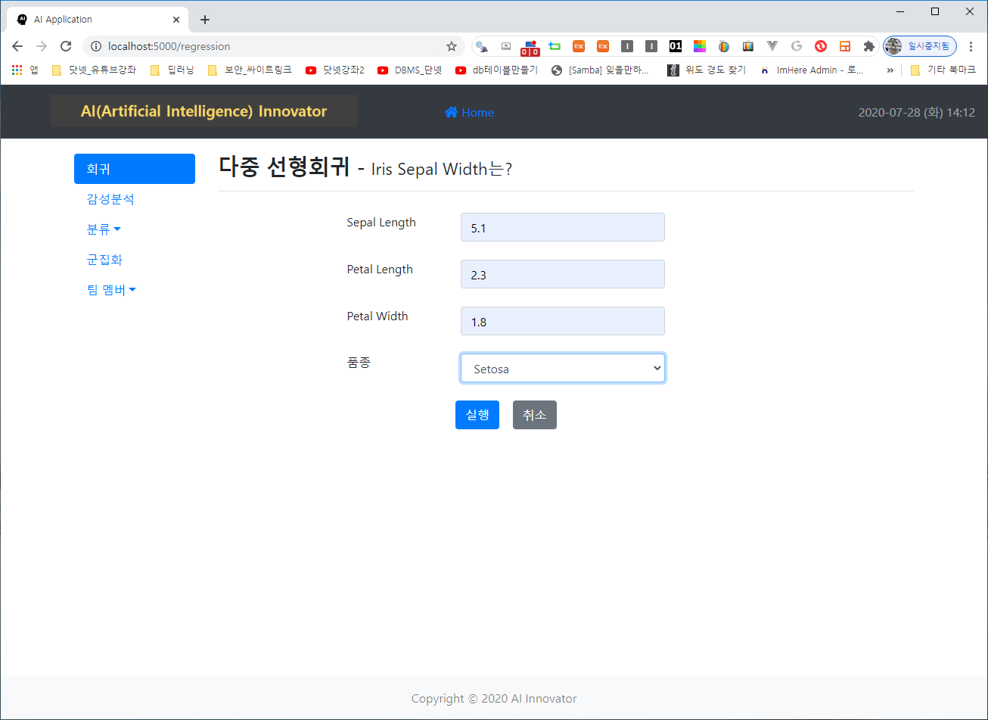 AI Application
localhost:5000/regression
일시중지됨
앱 닷넷_유튜브강좌 딥러닝 보안_싸이트링크 닷넷강좌2 DBMS_단넷 db테이블만들기 [Samba] 잊을만하... 위도 경도 찾기 ImHere Admin - 로... » 기타 북마크
AI(Artificial Intelligence) Innovator Home 2020-07-28 (화) 14:12
회귀
감성분석
분류
군집화
팀 멤버
다중 선형회귀 - Iris Sepal Width는?
Sepal Length 5.1
Petal Length 2.3
Petal Width 1.8
품종 Setosa
실행 취소
Copyright © 2020 AI Innovator